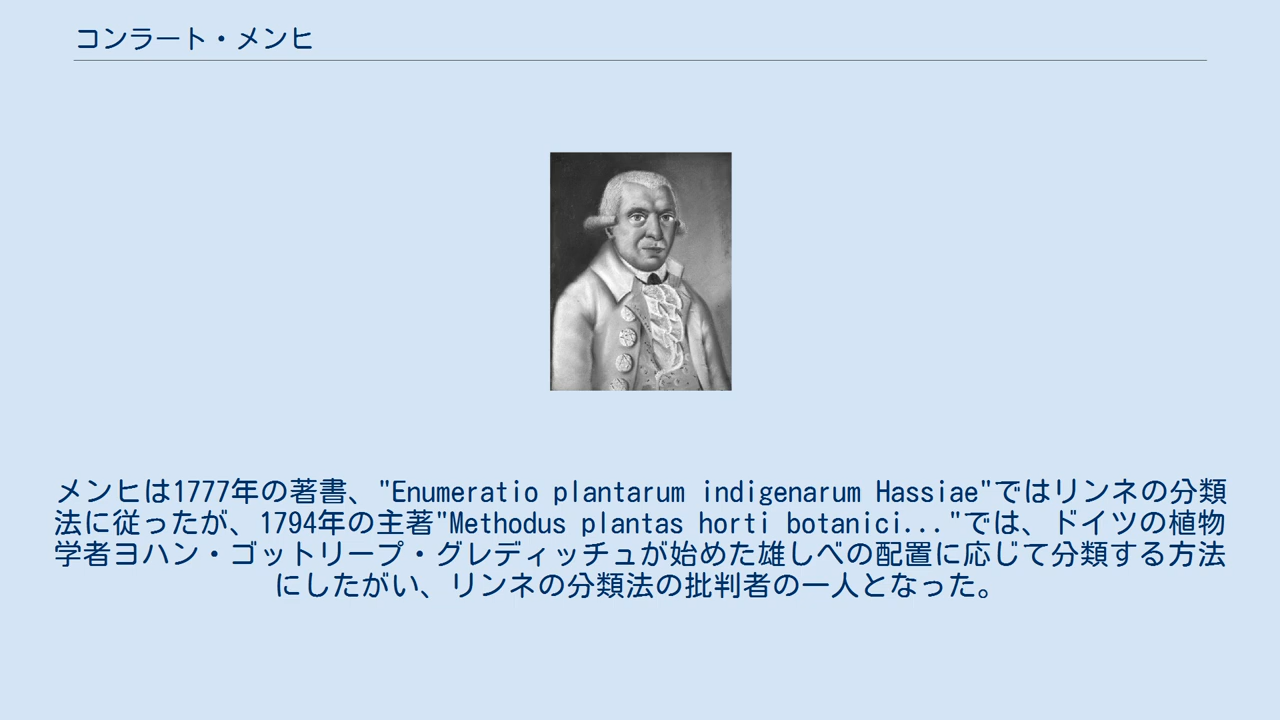 コンラート・メンヒ
メンヒは1777年の著書、"Enumeratio plantarum indigenarum Hassiae"ではリンネの分類
法に従ったが、1794年の主著"Methodus plantas horti botanici..."では、ドイツの植物
学者ヨハン・ゴットリープ・グレディッチュが始めた雄しべの配置に応じて分類する方法
にしたがい、リンネの分類法の批判者の一人となった。